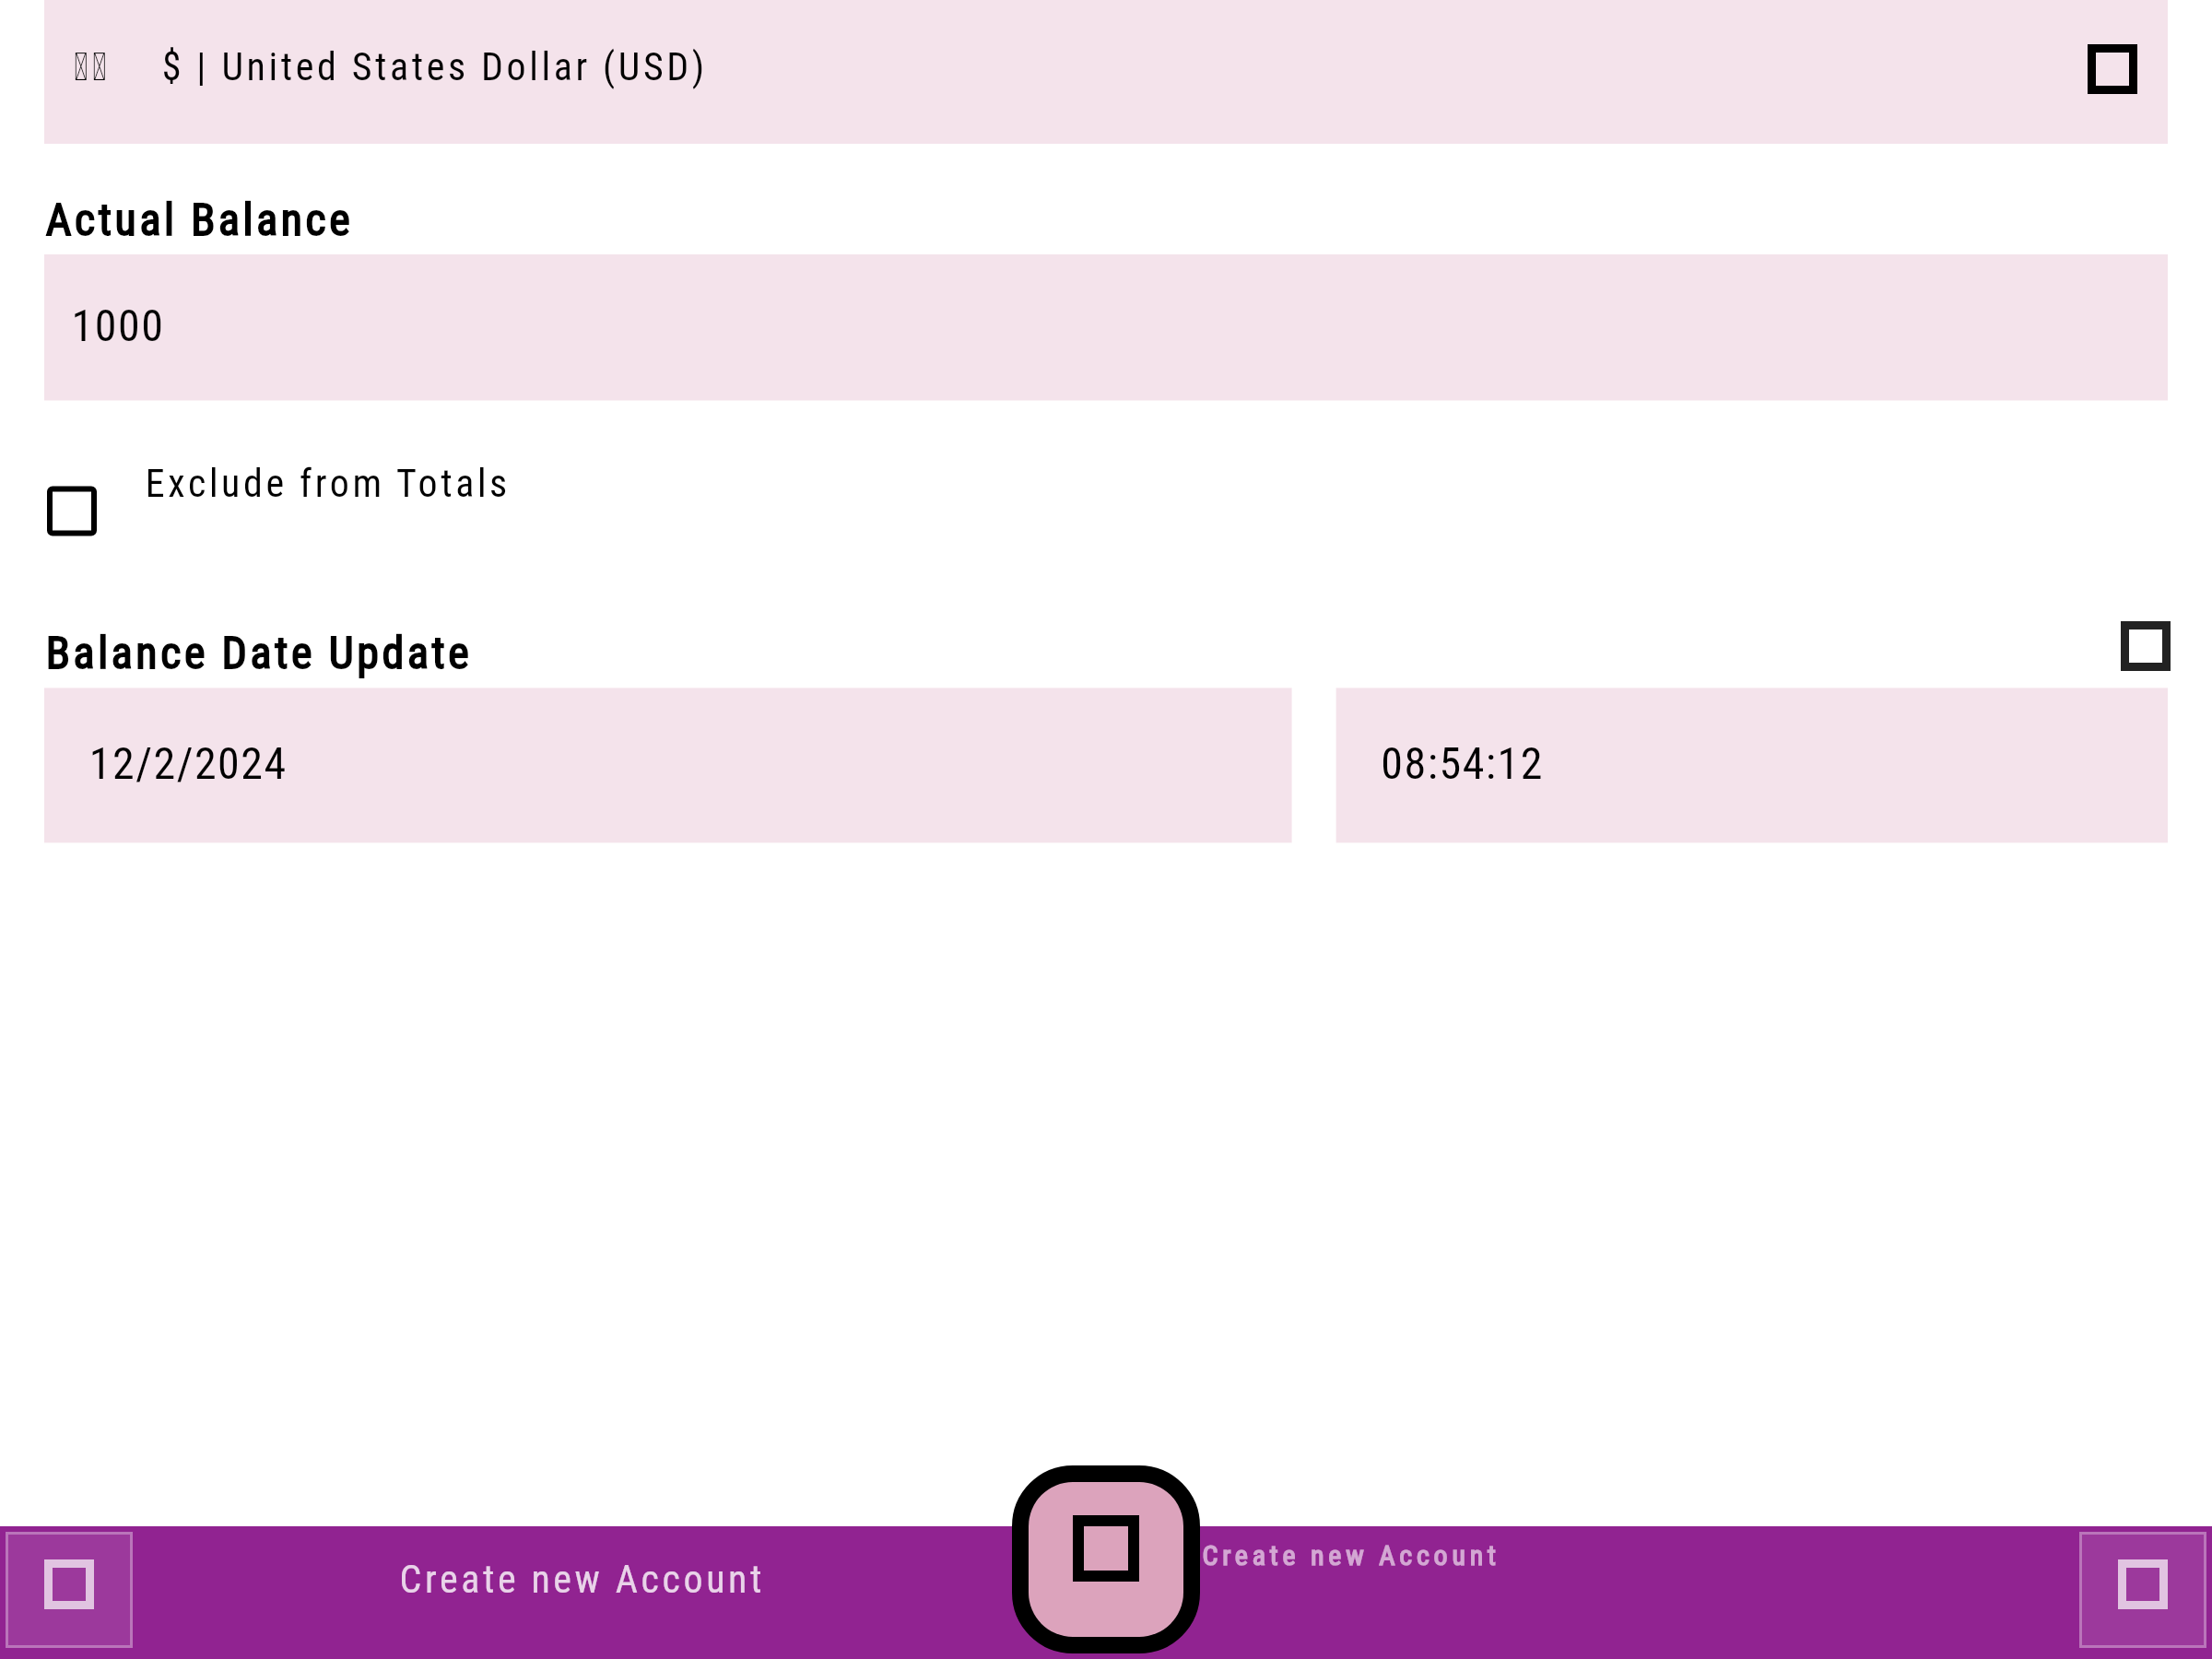 $ | United States Dollar (USD)
Actual Balance
1000
Exclude from Totals
Balance Date Update
12/2/2024
08:54:12
Create new Account
Create new Account